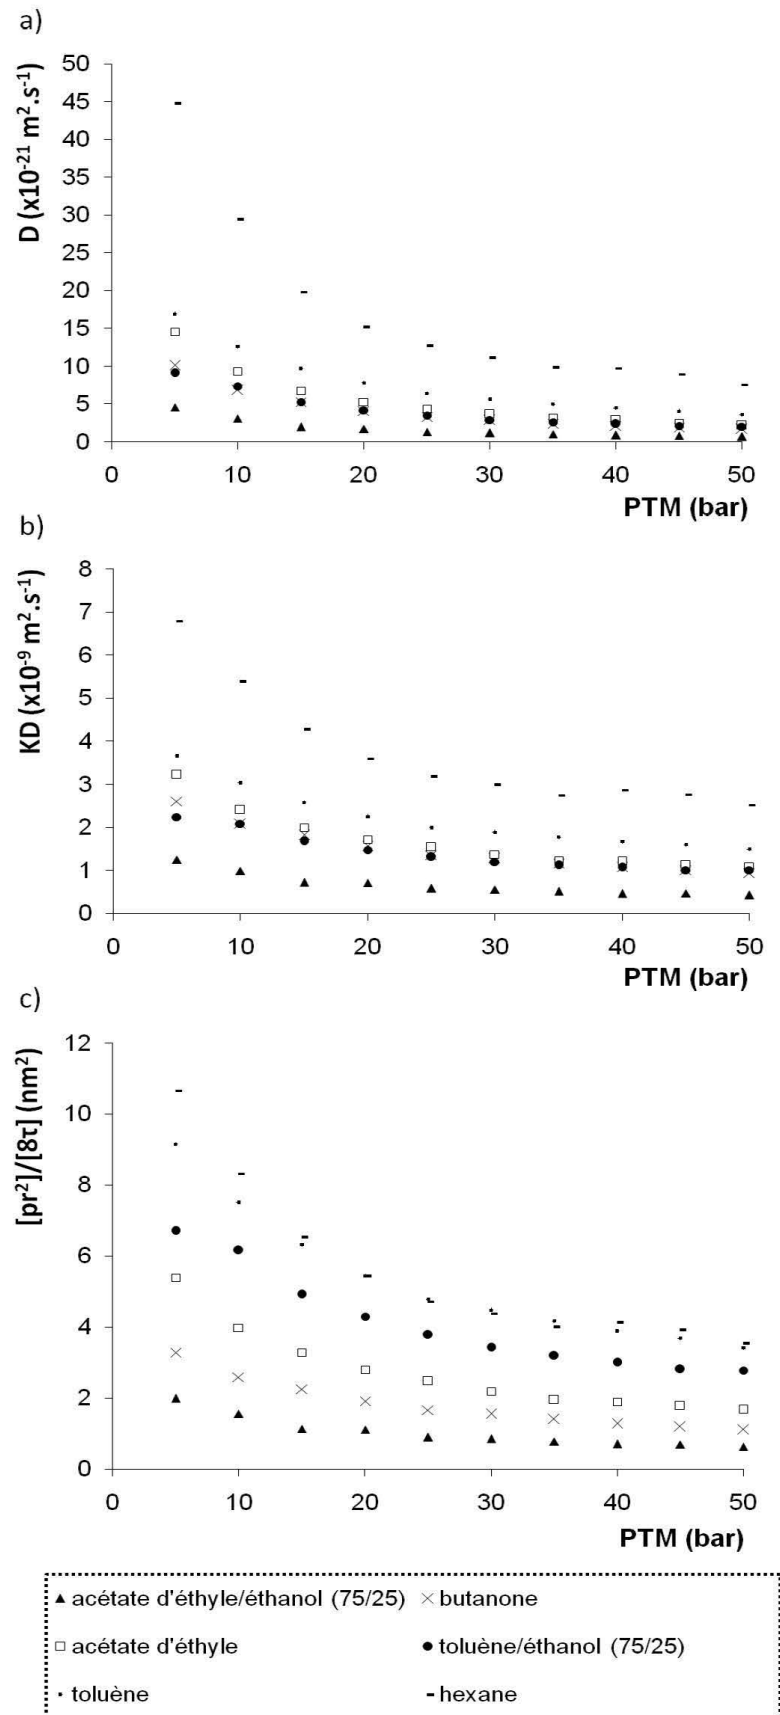 a)
D (x10⁻²¹ m².s⁻¹)
50
45
40
35
30
25
20
15
10
5
0
0 10 20 30 40 50
PTM (bar)
b)
KD (x10⁻⁹ m².s⁻¹)
8
7
6
5
4
3
2
1
0
0 10 20 30 40 50
PTM (bar)
c)
[pr²]/[8τ] (nm²)
12
10
8
6
4
2
0
0 10 20 30 40 50
PTM (bar)
acétate d'éthyle/éthanol (75/25) butanone
acétate d'éthyle toluène/éthanol (75/25)
toluène hexane